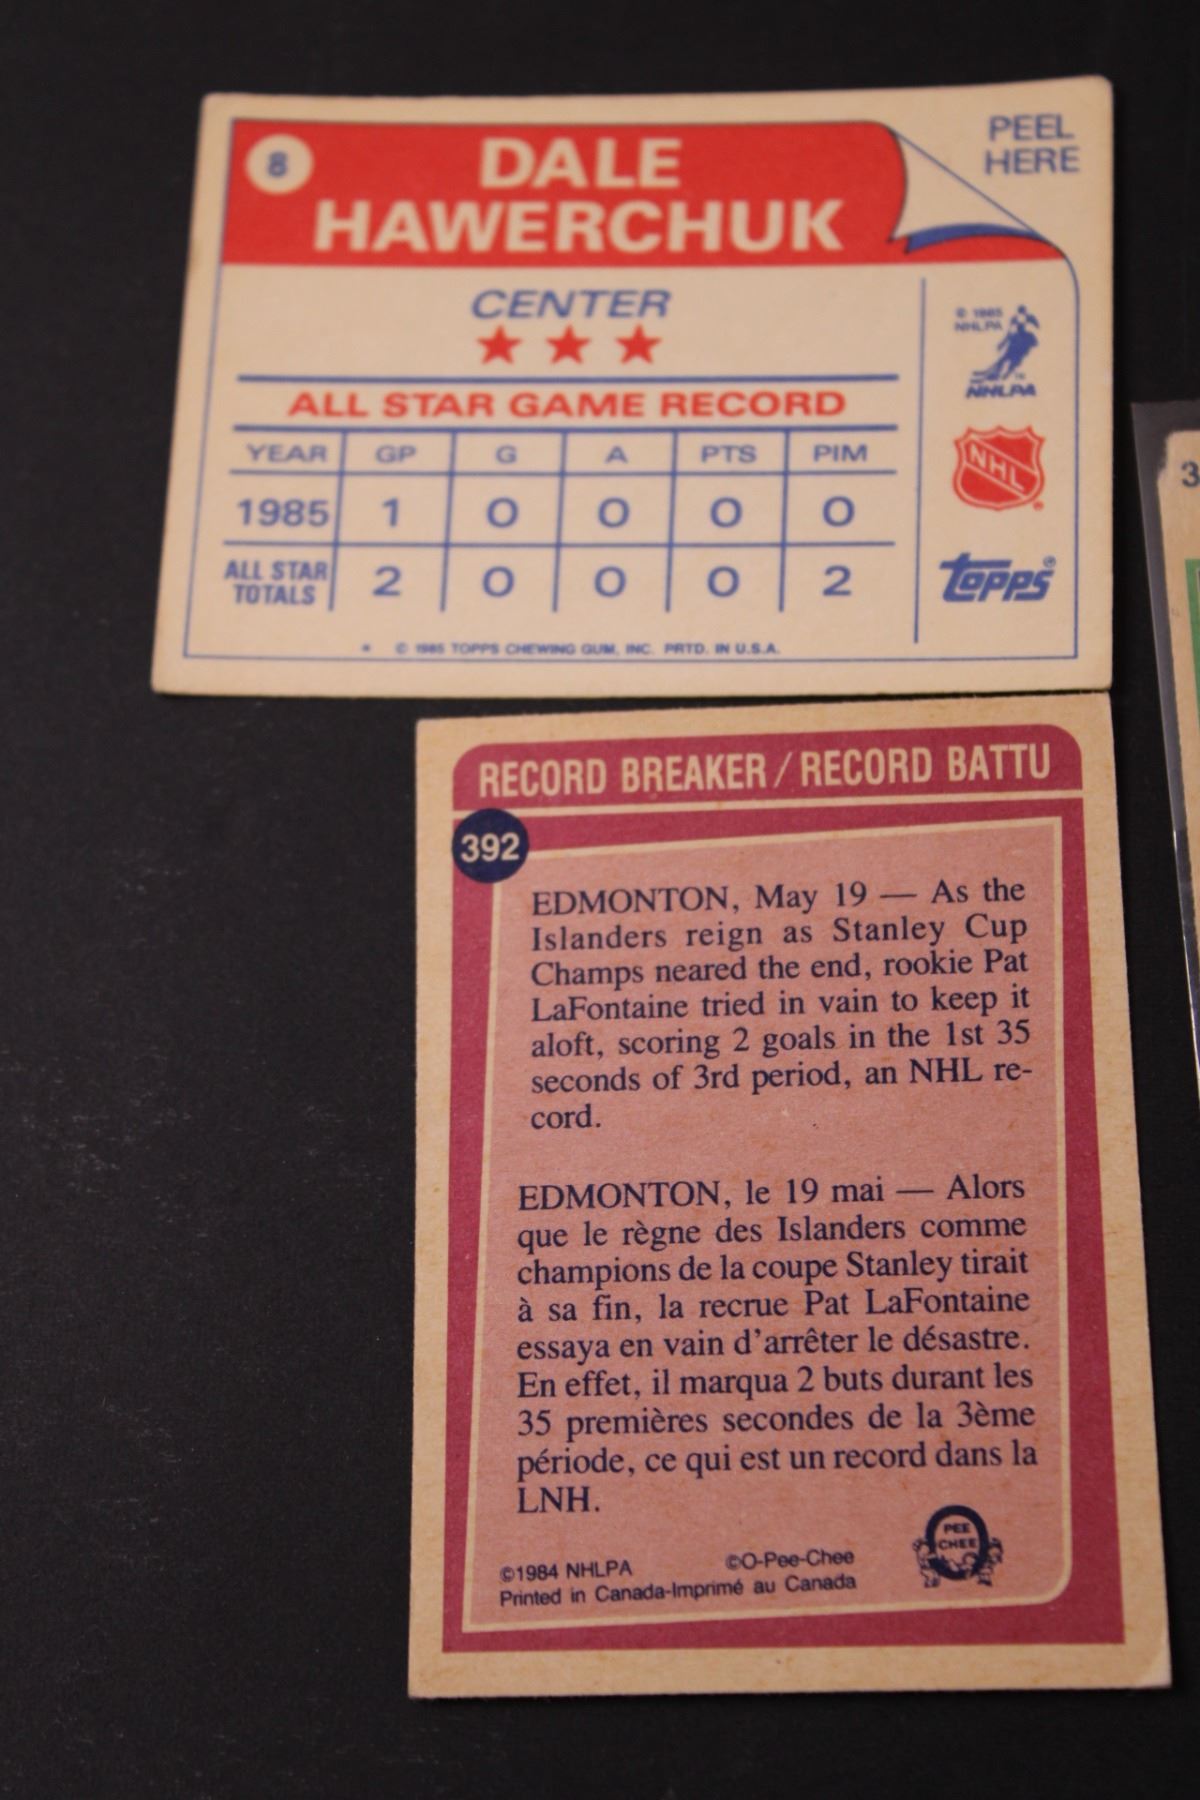 8
DALE
HAWERCHUK
PEEL
HERE
CENTER
ALL STAR GAME RECORD
YEAR GP G A PTS PIM
1985 1 0 0 0 0
ALL STAR TOTALS 2 0 0 0 2
© 1985 TOPPS CHEWING GUM, INC. PRTD. IN U.S.A.
© 1985
NHLPA
NHLPA
NHL
topps
RECORD BREAKER / RECORD BATTU
392
EDMONTON, May 19 — As the
Islanders reign as Stanley Cup
Champs neared the end, rookie Pat
LaFontaine tried in vain to keep it
aloft, scoring 2 goals in the 1st 35
seconds of 3rd period, an NHL re-
cord.
EDMONTON, le 19 mai — Alors
que le règne des Islanders comme
champions de la coupe Stanley tirait
à sa fin, la recrue Pat LaFontaine
essaya en vain d'arrêter le désastre.
En effet, il marqua 2 buts durant les
35 premières secondes de la 3ème
période, ce qui est un record dans la
LNH.
©1984 NHLPA ©O-Pee-Chee
Printed in Canada-Imprimé au Canada
PEE
CHEE
3